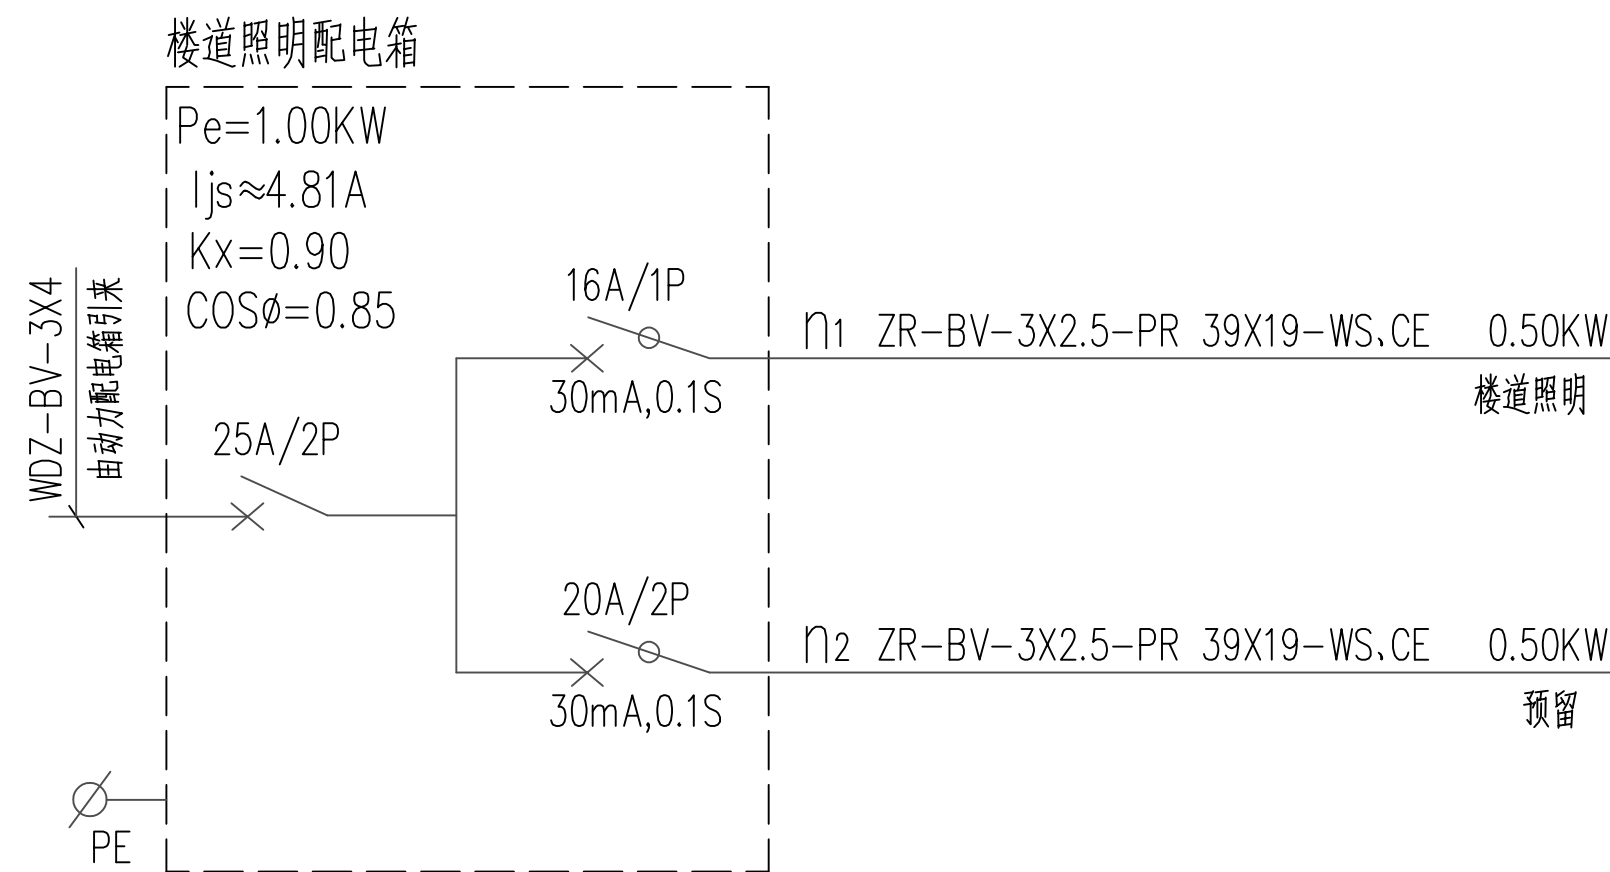 楼道照明配电箱
Pe=1.00KW
Ijs≈4.81A
Kx=0.90
COSø=0.85
WDZ-BV-3X4
由动力配电箱引来
25A/2P
16A/1P
30mA,0.1S
n1 ZR-BV-3X2.5-PR 39X19-WS、CE 0.50KW
楼道照明
20A/2P
30mA,0.1S
n2 ZR-BV-3X2.5-PR 39X19-WS、CE 0.50KW
预留
PE